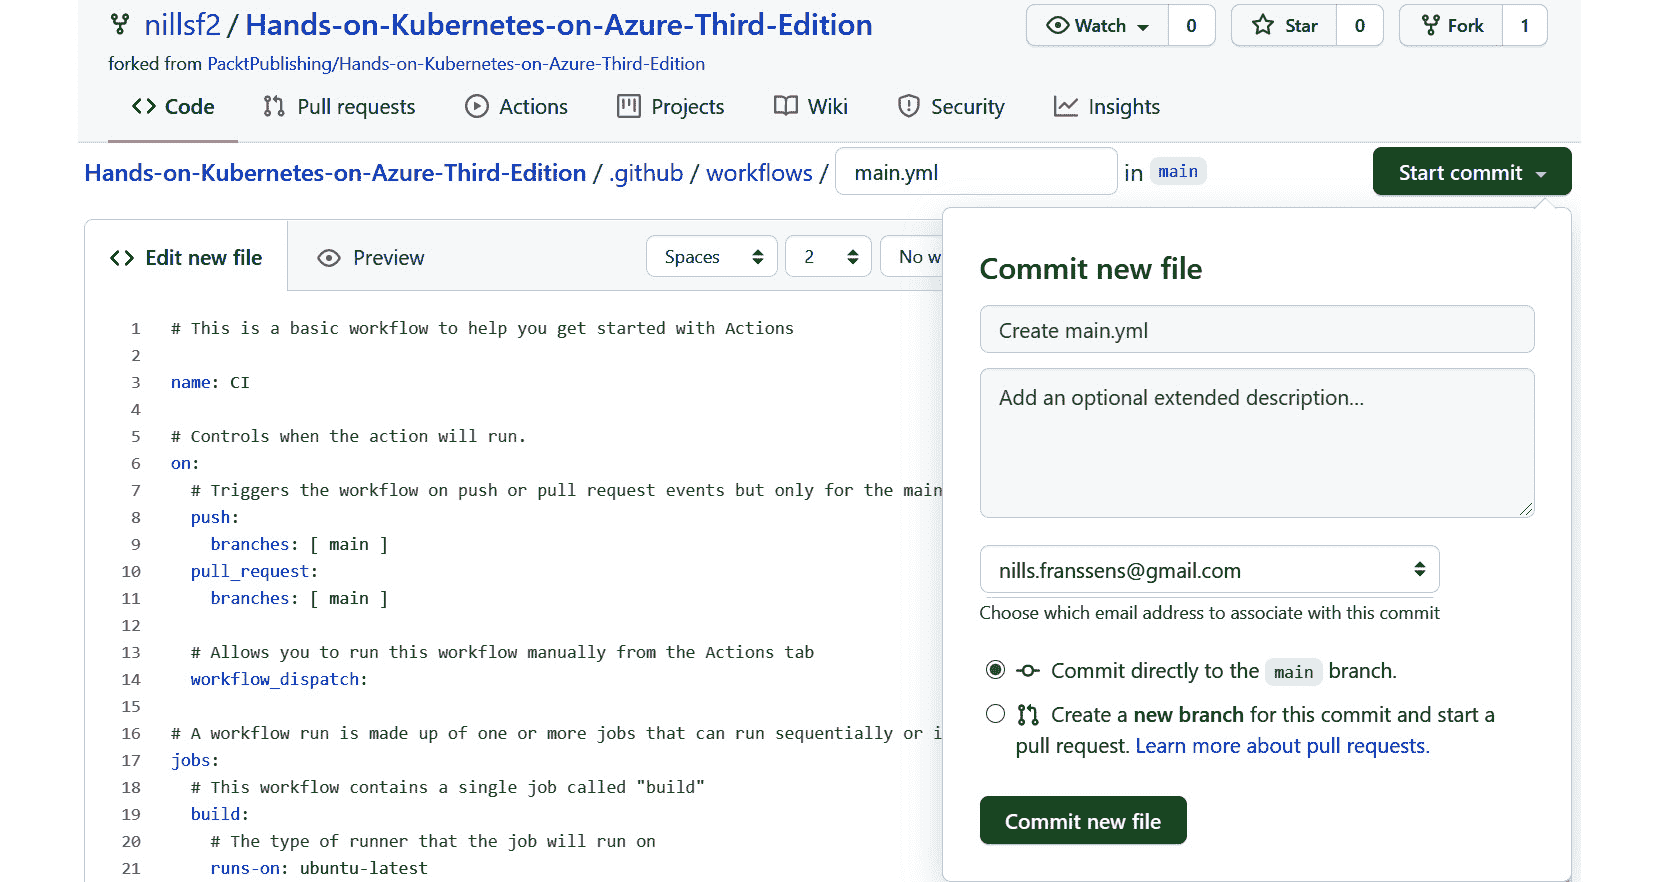 nillsf2 / Hands-on-Kubernetes-on-Azure-Third-Edition
Watch 0 Star 0 Fork 1
forked from PacktPublishing/Hands-on-Kubernetes-on-Azure-Third-Edition
Code Pull requests Actions Projects Wiki Security Insights
Hands-on-Kubernetes-on-Azure-Third-Edition / .github / workflows / main.yml in main
Start commit
<> Edit new file Preview Spaces 2 No w
1 # This is a basic workflow to help you get started with Actions
2
3 name: CI
4
5 # Controls when the action will run.
6 on:
7 # Triggers the workflow on push or pull request events but only for the main
8 push:
9 branches: [ main ]
10 pull_request:
11 branches: [ main ]
12
13 # Allows you to run this workflow manually from the Actions tab
14 workflow_dispatch:
15
16 # A workflow run is made up of one or more jobs that can run sequentially or i
17 jobs:
18 # This workflow contains a single job called "build"
19 build:
20 # The type of runner that the job will run on
21 runs-on: ubuntu-latest
Commit new file
Create main.yml
Add an optional extended description...
nills.franssens@gmail.com
Choose which email address to associate with this commit
Commit directly to the main branch.
Create a new branch for this commit and start a
pull request. Learn more about pull requests.
Commit new file